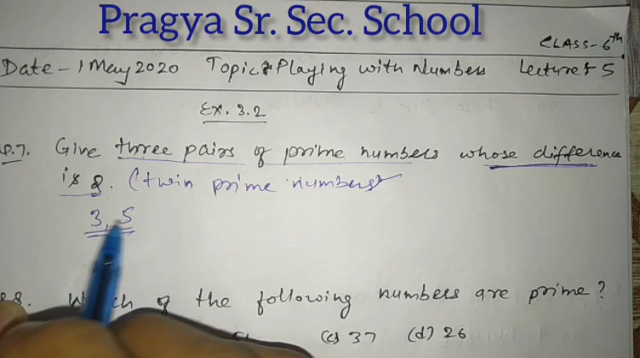 Pragya Sr. Sec. School
CLASS-6th
Date - 1 May 2020 Topic: Playing with Numbers Lecture: 5
Ex. 3.2
Give three pairs of prime numbers whose difference
is 2. (twin prime numbers)
3, 5
of the following numbers are prime?
(c) 37 (d) 26